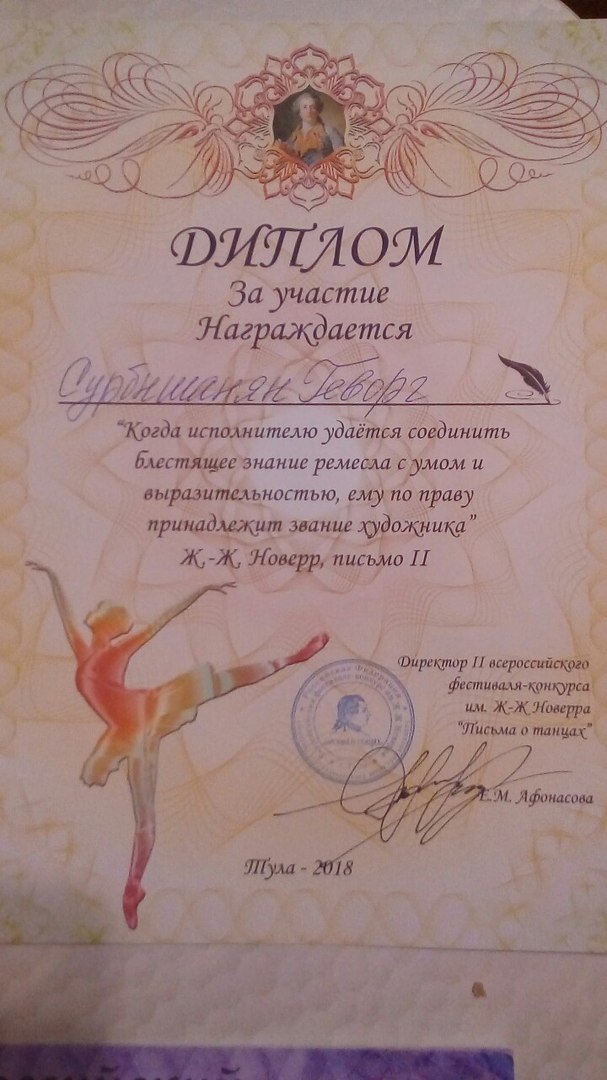 ДИПЛОМ
За участие
Награждается
Сурбишанян Геворг
“Когда исполнителю удаётся соединить
блестящее знание ремесла с умом и
выразительностью, ему по праву
принадлежит звание художника”
Ж,-Ж, Новерр, письмо II
Директор II всероссийского
фестиваля-конкурса
им. Ж-Ж Новерра
“Письма о танцах”
Е.М. Афонасова
Тула - 2018